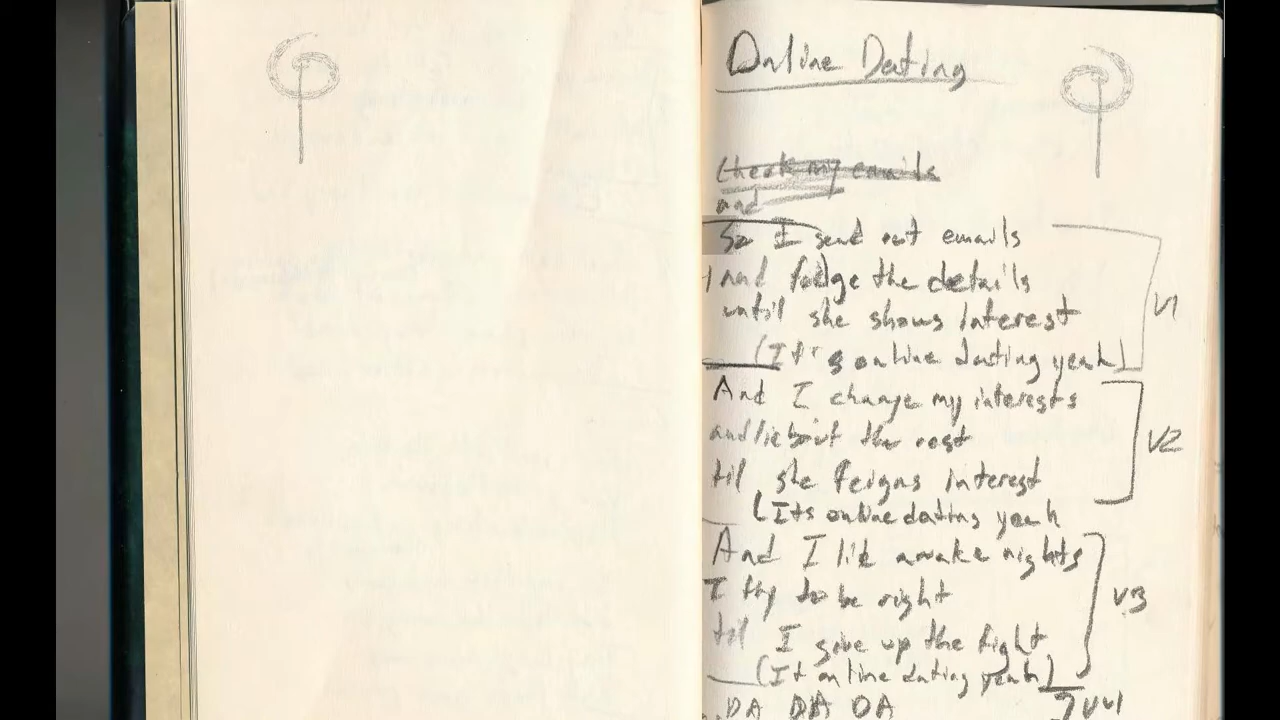 Online Dating
Check my emails
and
So I send out emails
and fudge the details
until she shows interest
(It's online dating yeah)
V1
And I change my interests
and lie bout the rest
til she feigns interest
(Its online dating yeah
V2
And I lie awake nights
I try to be right
til I give up the fight
(It online dating yeah)
V3
DA DA DA